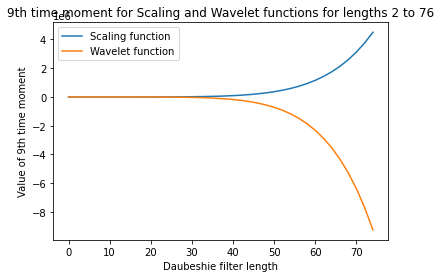 9th time moment for Scaling and Wavelet functions for lengths 2 to 76
1e6
Scaling function
Wavelet function
4
2
0
−2
−4
−6
−8
Value of 9th time moment
0 10 20 30 40 50 60 70
Daubeshie filter length